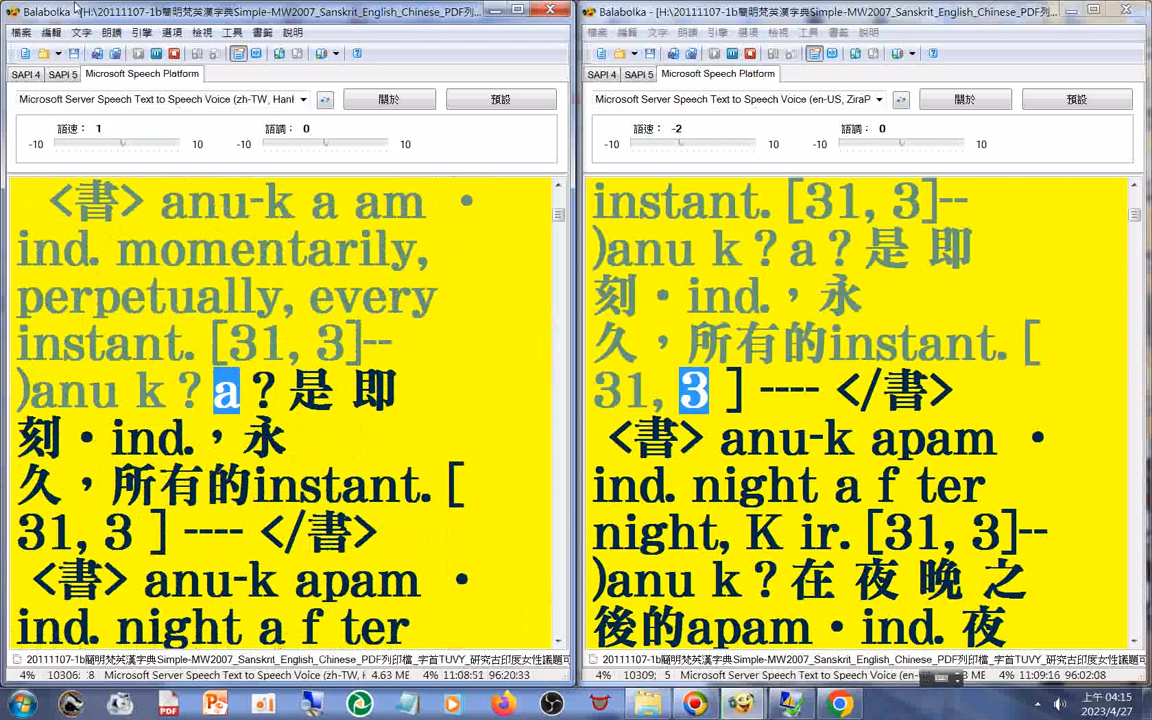 Balabolka - [H:\20111107-1b簡明梵英漢字典Simple-MW2007_Sanskrit_English_Chinese_PDF列...
檔案 編輯 文字 朗讀 引擎 選項 檢視 工具 書籤 說明
SAPI 4 SAPI 5 Microsoft Speech Platform
Microsoft Server Speech Text to Speech Voice (zh-TW, Hanl
關於 預設
語速： 1 語調： 0
-10 10 -10 10
<書> anu-k a am •
ind. momentarily,
perpetually, every
instant. [31, 3]--
)anu k？a？是 即
刻・ind.，永
久，所有的instant. [
31, 3 ] ---- </書>
<書> anu-k apam •
ind. night a f ter
20111107-1b簡明梵英漢字典Simple-MW2007_Sanskrit_English_Chinese_PDF列印檔_字首TUVY_研究古印度女性議題可
4% 10306: Microsoft Server Speech Text to Speech Voice (zh-TW, H 4.63 ME 4% 11:08:51 96:20:33
Balabolka - [H:\20111107-1b簡明梵英漢字典Simple-MW2007_Sanskrit_English_Chinese_PDF列...
檔案 編輯 文字 朗讀 引擎 選項 檢視 工具 書籤 說明
SAPI 4 SAPI 5 Microsoft Speech Platform
Microsoft Server Speech Text to Speech Voice (en-US, ZiraP
關於 預設
語速： -2 語調： 0
-10 10 -10 10
instant. [31, 3]--
)anu k？a？是 即
刻・ind.，永
久，所有的instant. [
31, 3 ] ---- </書>
<書> anu-k apam •
ind. night a f ter
night, K ir. [31, 3]--
)anu k？在 夜 晚 之
後的apam・ind. 夜
20111107-1b簡明梵英漢字典Simple-MW2007_Sanskrit_English_Chinese_PDF列印檔_字首TUVY_研究古印度女性議題可
4% 10309: 5 Microsoft Server Speech Text to Speech Voice (en-US 4% 11:09:16 96:02:08
上午 04:15
2023/4/27